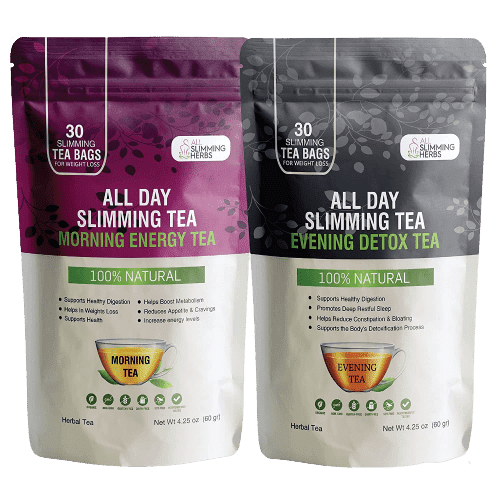 30
SLIMMING
TEA BAGS
FOR WEIGHT LOSS
ALL
SLIMMING
HERBS
ALL DAY
SLIMMING TEA
MORNING ENERGY TEA
100% NATURAL
• Supports Healthy Digestion
• Helps In Weights Loss
• Supports Health
• Helps Boost Metabolism
• Reduces Appetite & Cravings
• Increase energy levels
MORNING
TEA
Herbal Tea
Net Wt 4.25 oz (60 gr)
30
SLIMMING
TEA BAGS
FOR WEIGHT LOSS
ALL
SLIMMING
HERBS
ALL DAY
SLIMMING TEA
EVENING DETOX TEA
100% NATURAL
• Supports Healthy Digestion
• Promotes Deep Restful Sleep
• Helps Reduce Constipation & Bloating
• Supports the Body's Detoxification Process
EVENING
TEA
Herbal Tea
Net Wt 4.25 oz (60 gr)